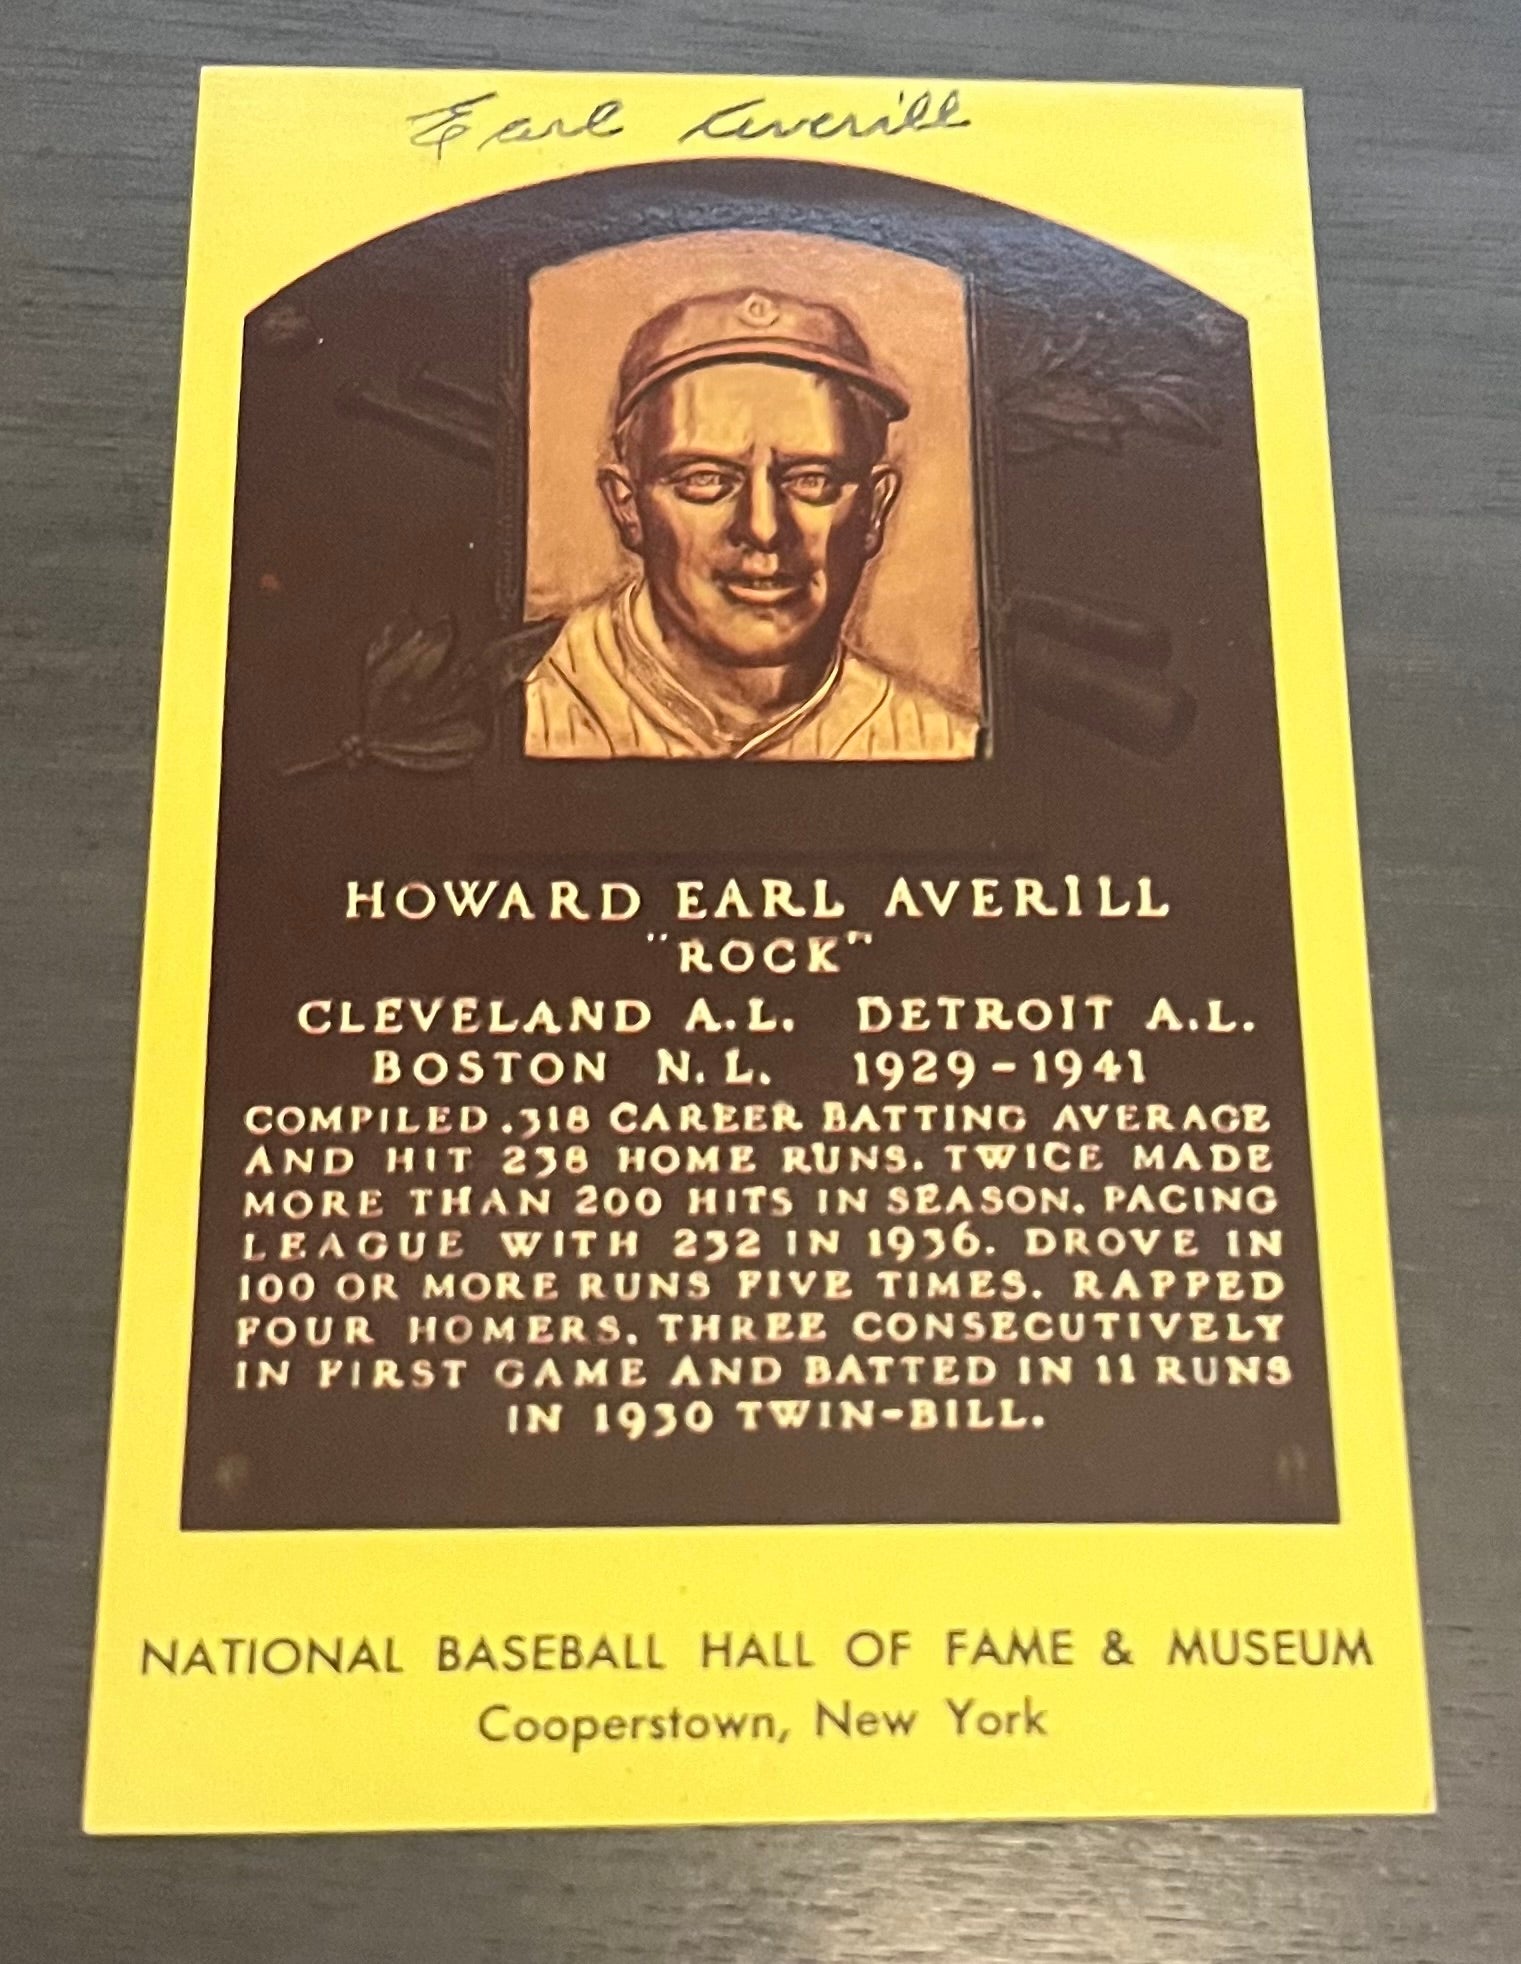 Earl Averill
HOWARD EARL AVERILL
"ROCK"
CLEVELAND A.L. DETROIT A.L.
BOSTON N.L. 1929-1941
COMPILED .318 CAREER BATTING AVERAGE
AND HIT 238 HOME RUNS. TWICE MADE
MORE THAN 200 HITS IN SEASON. PACING
LEAGUE WITH 232 IN 1936. DROVE IN
100 OR MORE RUNS FIVE TIMES. RAPPED
FOUR HOMERS, THREE CONSECUTIVELY
IN FIRST GAME AND BATTED IN 11 RUNS
IN 1930 TWIN-BILL.
NATIONAL BASEBALL HALL OF FAME & MUSEUM
Cooperstown, New York